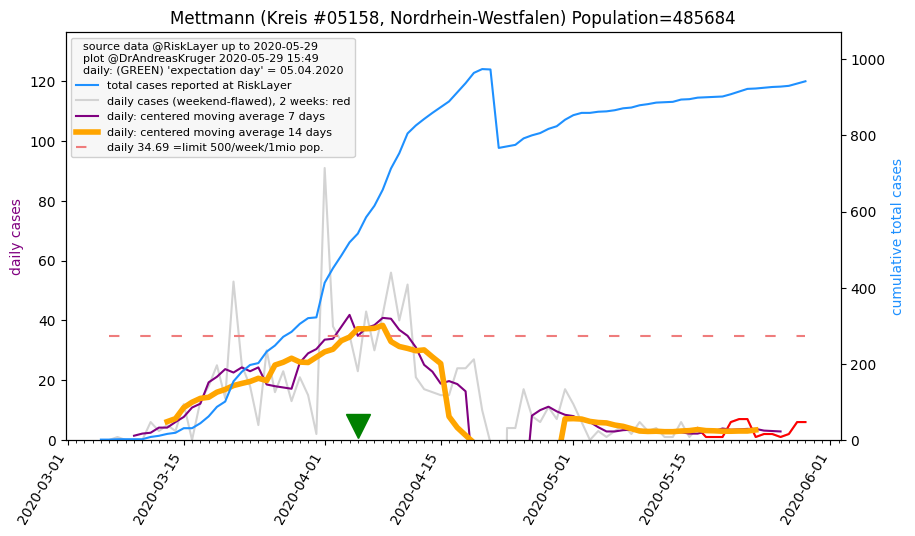 Mettmann (Kreis #05158, Nordrhein-Westfalen) Population=485684
source data @RiskLayer up to 2020-05-29
plot @DrAndreasKruger 2020-05-29 15:49
daily: (GREEN) 'expectation day' = 05.04.2020
total cases reported at RiskLayer
daily cases (weekend-flawed), 2 weeks: red
daily: centered moving average 7 days
daily: centered moving average 14 days
daily 34.69 =limit 500/week/1mio pop.
daily cases
120
100
80
60
40
20
0
cumulative total cases
1000
800
600
400
200
0
2020-03-01
2020-03-15
2020-04-01
2020-04-15
2020-05-01
2020-05-15
2020-06-01